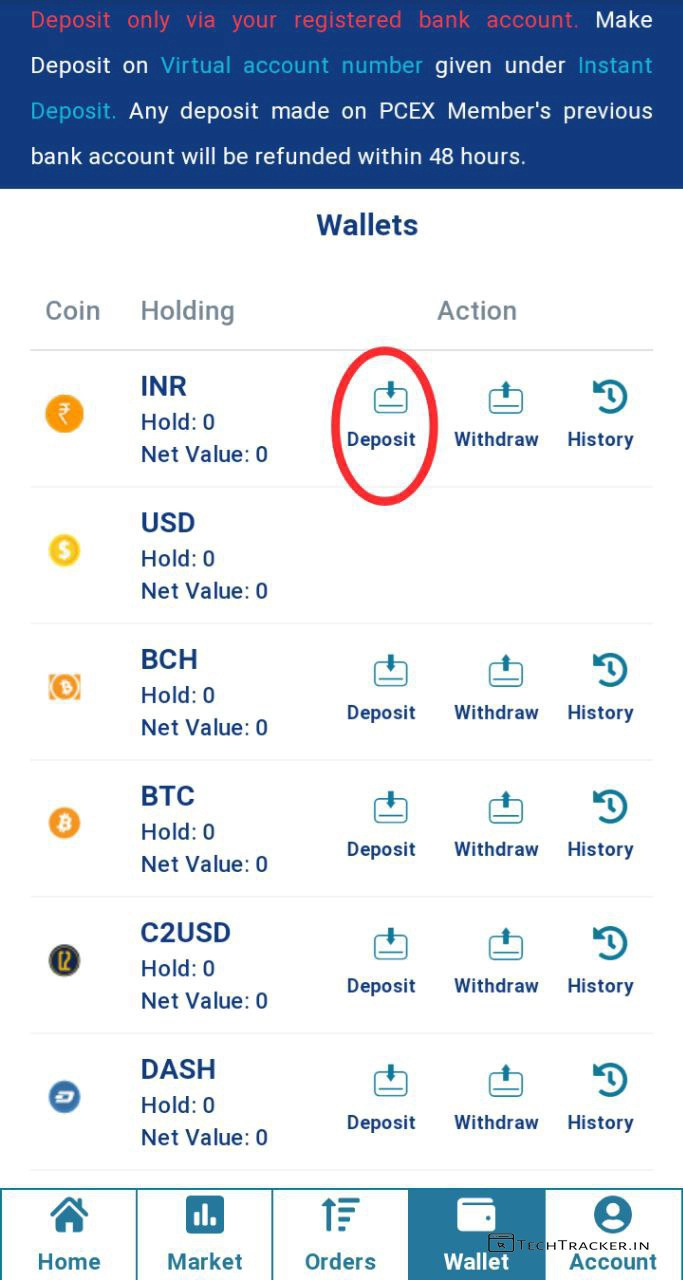 Deposit only via your registered bank account. Make
Deposit on Virtual account number given under Instant
Deposit. Any deposit made on PCEX Member's previous
bank account will be refunded within 48 hours.
Wallets
Coin Holding Action
INR
Hold: 0
Net Value: 0
Deposit Withdraw History
USD
Hold: 0
Net Value: 0
BCH
Hold: 0
Net Value: 0
Deposit Withdraw History
BTC
Hold: 0
Net Value: 0
Deposit Withdraw History
C2USD
Hold: 0
Net Value: 0
Deposit Withdraw History
DASH
Hold: 0
Net Value: 0
Deposit Withdraw History
TECHTRACKER.IN
Home Market Orders Wallet Account